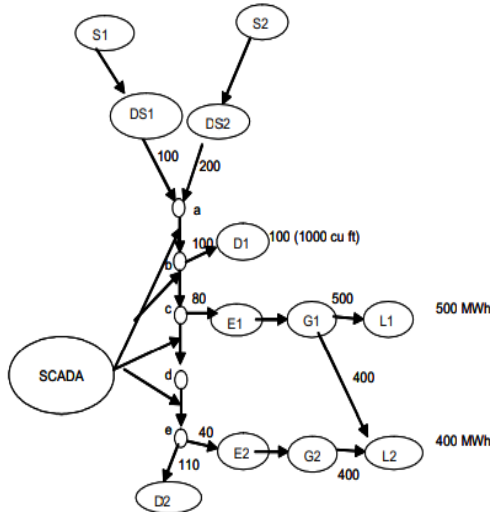 S1
S2
DS1
DS2
100
200
a
100
b
D1
100 (1000 cu ft)
c
80
E1
G1
500
L1
500 MWh
SCADA
d
400
e
40
E2
G2
400
L2
400 MWh
110
D2